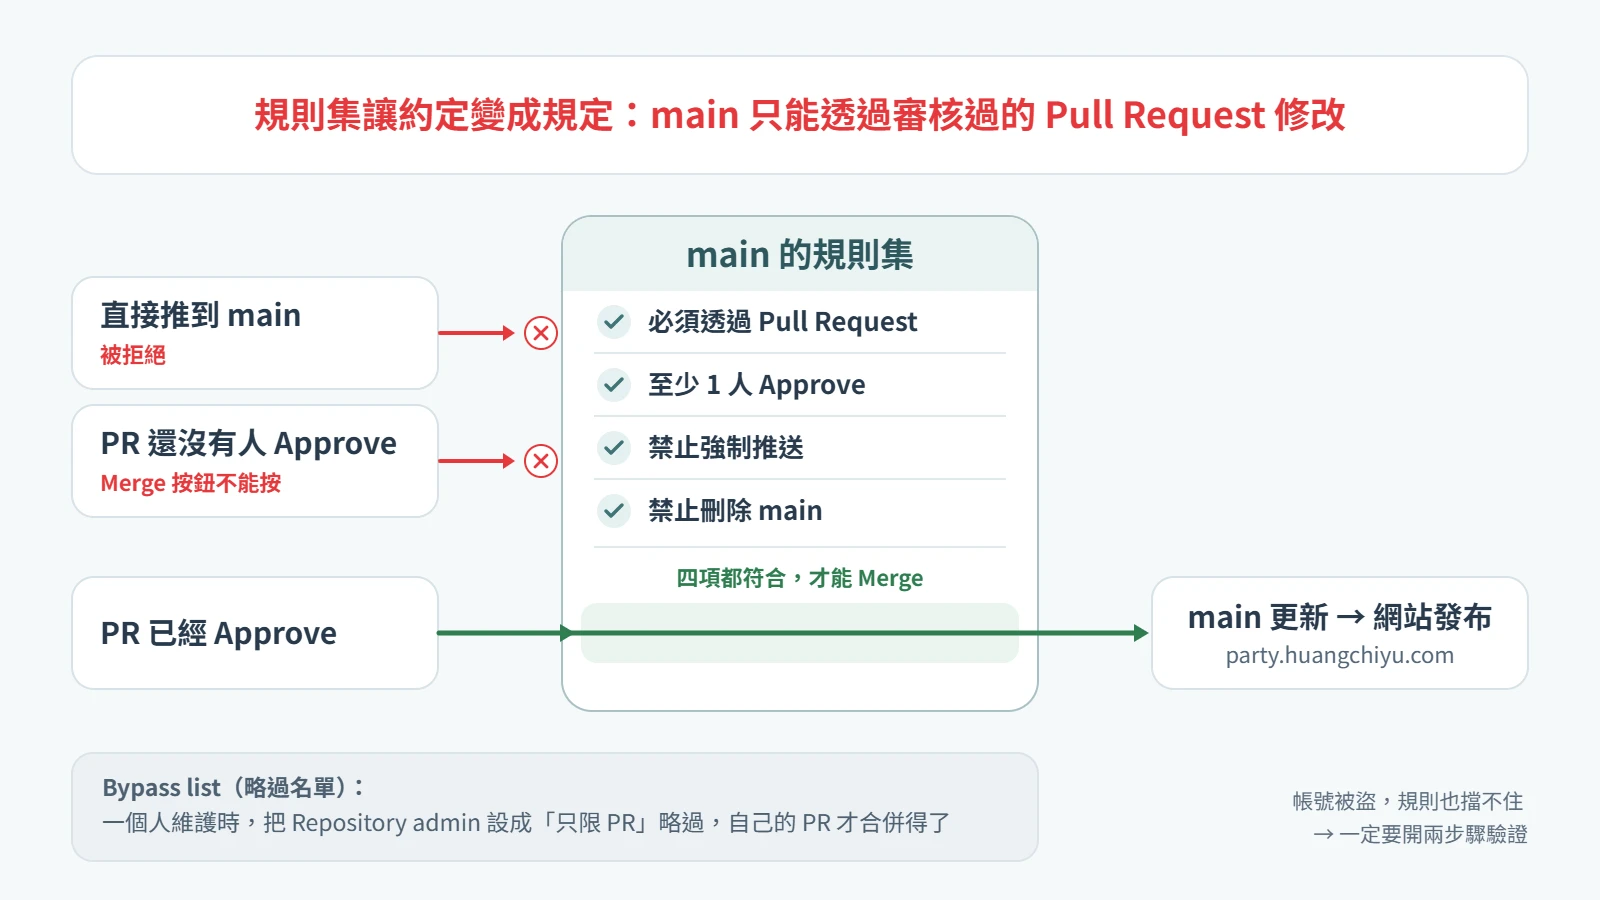 規則集讓約定變成規定：main 只能透過審核過的 Pull Request 修改
main 的規則集
直接推到 main
被拒絕
PR 還沒有人 Approve
Merge 按鈕不能按
PR 已經 Approve
必須透過 Pull Request
至少 1 人 Approve
禁止強制推送
禁止刪除 main
四項都符合，才能 Merge
main 更新 → 網站發布
party.huangchiyu.com
Bypass list（略過名單）：
一個人維護時，把 Repository admin 設成「只限 PR」略過，自己的 PR 才合併得了
帳號被盜，規則也擋不住
→ 一定要開兩步驟驗證